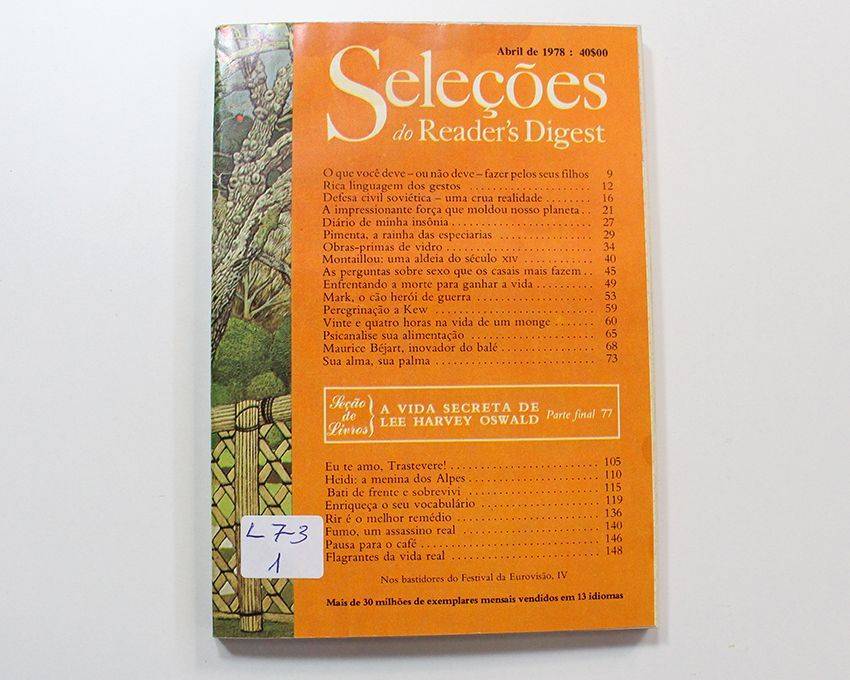 Abril de 1978 : 40$00
Seleções
do Reader's Digest
O que você deve – ou não deve – fazer pelos seus filhos 9
Rica linguagem dos gestos ..................... 12
Defesa civil soviética – uma crua realidade ........ 16
A impressionante força que moldou nosso planeta .. 21
Diário de minha insônia ........................ 27
Pimenta, a rainha das especiarias ................ 29
Obras-primas de vidro ......................... 34
Montaillou: uma aldeia do século XIV ............ 40
As perguntas sobre sexo que os casais mais fazem .. 45
Enfrentando a morte para ganhar a vida .......... 49
Mark, o cão herói de guerra .................... 53
Peregrinação a Kew ........................... 59
Vinte e quatro horas na vida de um monge ....... 60
Psicanalise sua alimentação .................... 65
Maurice Béjart, inovador do balé ................ 68
Sua alma, sua palma .......................... 73
Seção de Livros } A VIDA SECRETA DE LEE HARVEY OSWALD Parte final 77
Eu te amo, Trastevere! ......................... 105
Heidi: a menina dos Alpes ...................... 110
Bati de frente e sobrevivi ...................... 115
Enriqueça o seu vocabulário .................... 119
Rir é o melhor remédio ........................ 136
Fumo, um assassino real ....................... 140
Pausa para o café ............................. 146
Flagrantes da vida real ......................... 148
Nos bastidores do Festival da Eurovisão, IV
Mais de 30 milhões de exemplares mensais vendidos em 13 idiomas
L 7-3
1